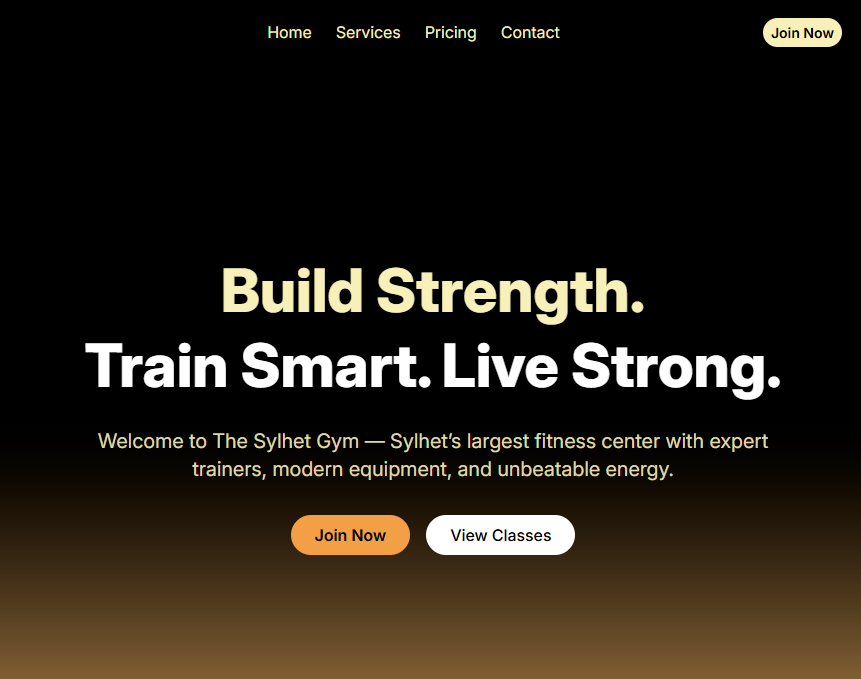 Home Services Pricing Contact Join Now
Build Strength.
Train Smart. Live Strong.
Welcome to The Sylhet Gym — Sylhet’s largest fitness center with expert
trainers, modern equipment, and unbeatable energy.
Join Now View Classes